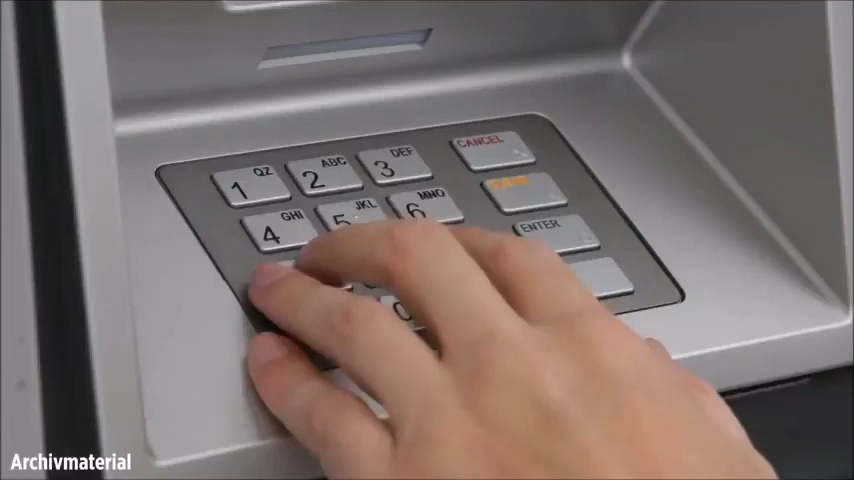 QZ
1
ABC
2
DEF
3
CANCEL
GHI
4
JKL
5
MNO
6
ENTER
0
Archivmaterial